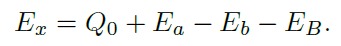 $E_x = Q_0 + E_a - E_b - E_B.$